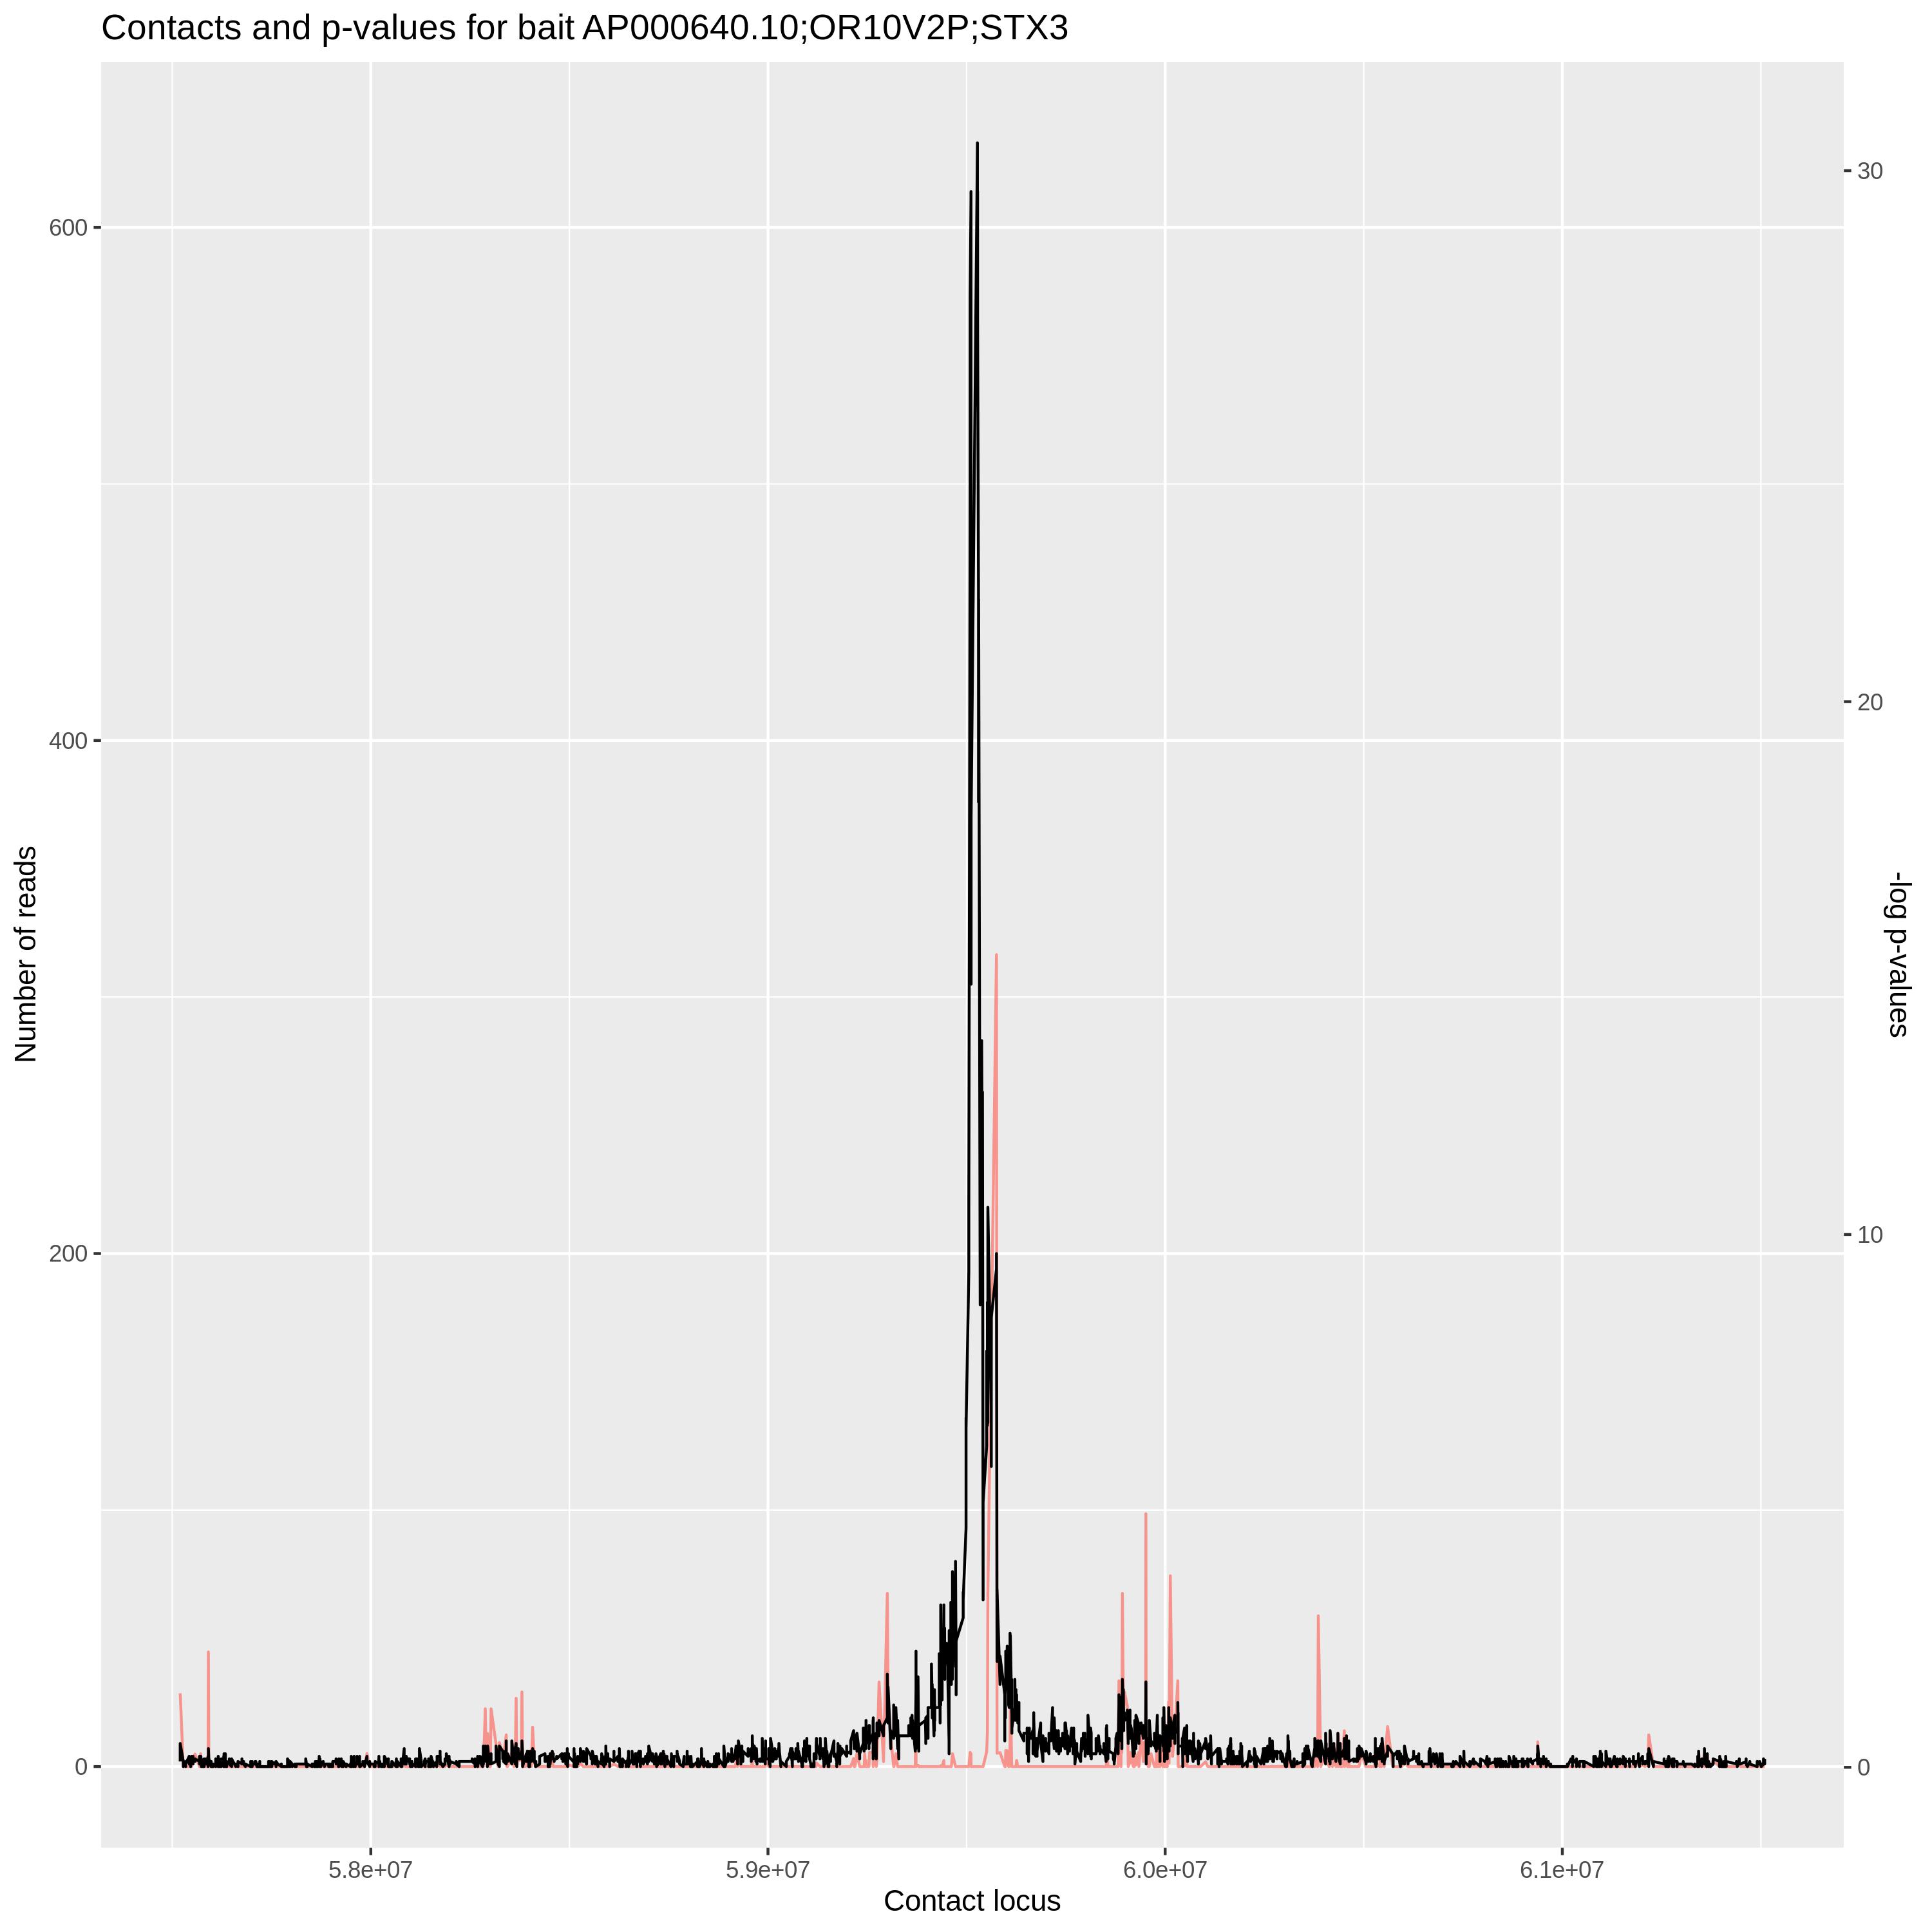 Contacts and p-values for bait AP000640.10;OR10V2P;STX3
Number of reads
600
400
200
0
30
20
10
0
-log p-values
5.8e+07 5.9e+07 6.0e+07 6.1e+07
Contact locus